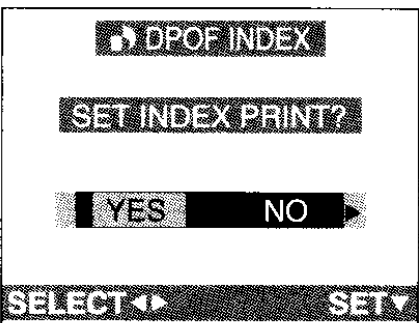 DPOF INDEX
SET INDEX PRINT?
YES NO
SELECT◀▶ SET▼